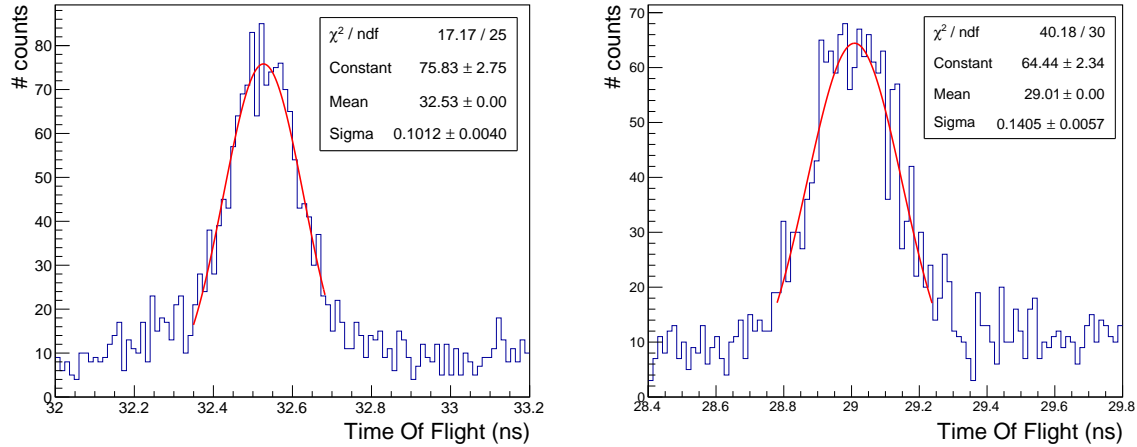 # counts
80
70
60
50
40
30
20
10
0
32
32.2
32.4
32.6
32.8
33
33.2
Time Of Flight (ns)
χ² / ndf 17.17 / 25
Constant 75.83 ± 2.75
Mean 32.53 ± 0.00
Sigma 0.1012 ± 0.0040
# counts
70
60
50
40
30
20
10
0
28.4
28.6
28.8
29
29.2
29.4
29.6
29.8
Time Of Flight (ns)
χ² / ndf 40.18 / 30
Constant 64.44 ± 2.34
Mean 29.01 ± 0.00
Sigma 0.1405 ± 0.0057